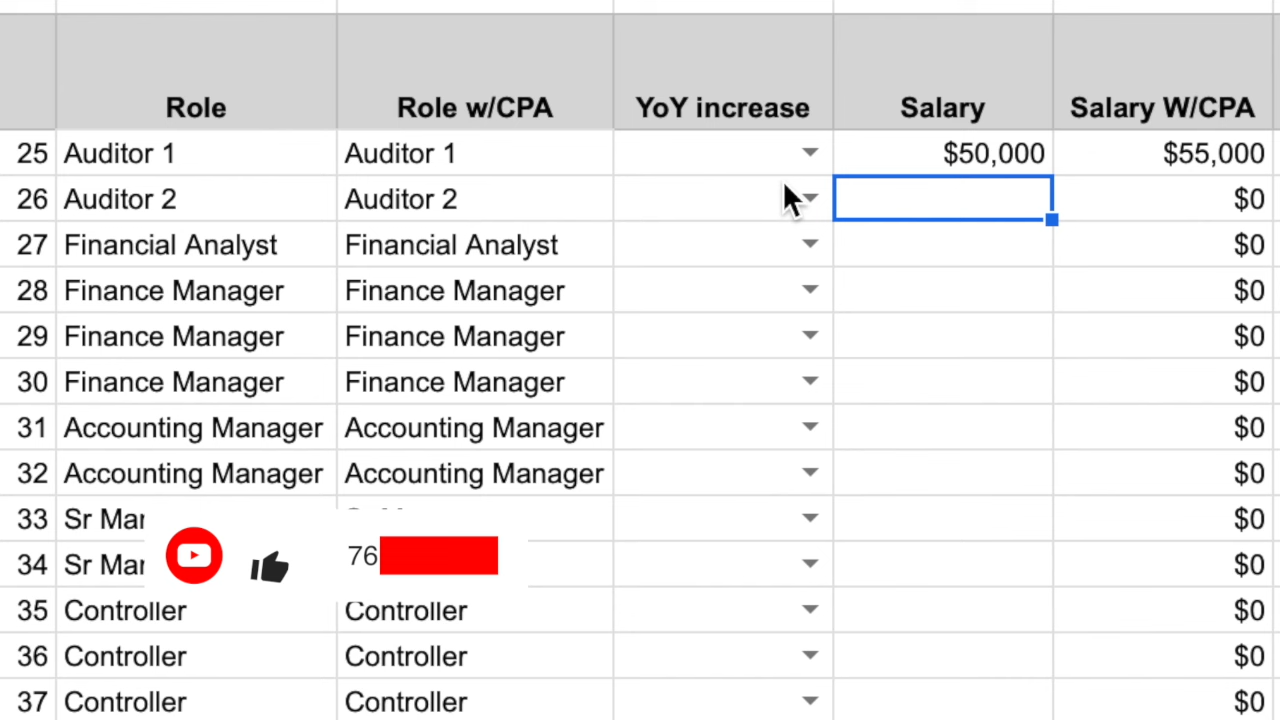 Role Role w/CPA YoY increase Salary Salary W/CPA
25 Auditor 1 Auditor 1 $50,000 $55,000
26 Auditor 2 Auditor 2 $0
27 Financial Analyst Financial Analyst $0
28 Finance Manager Finance Manager $0
29 Finance Manager Finance Manager $0
30 Finance Manager Finance Manager $0
31 Accounting Manager Accounting Manager $0
32 Accounting Manager Accounting Manager $0
33 Sr $0
76
34 Sr $0
35 Controller Controller $0
36 Controller Controller $0
37 Controller Controller $0